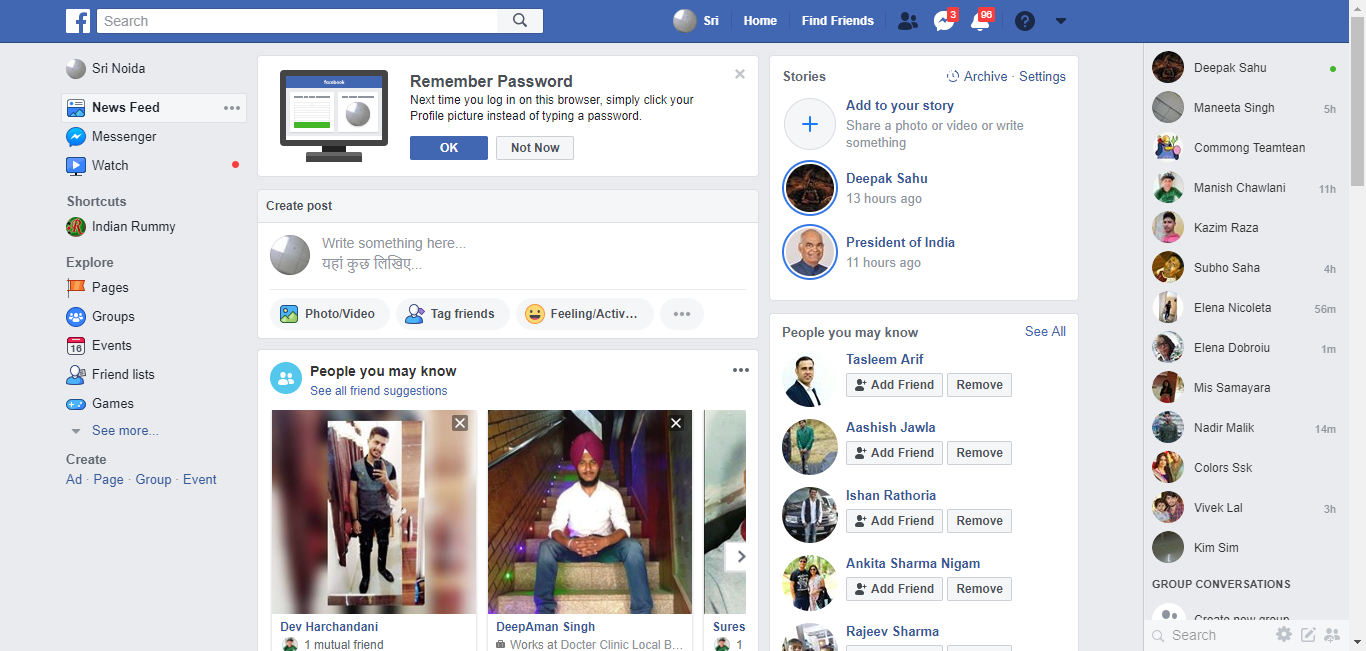 Search
Sri
Home
Find Friends
3
96
Sri Noida
News Feed
Messenger
Watch
Shortcuts
Indian Rummy
Explore
Pages
Groups
16
Events
Friend lists
Games
See more...
Create
Ad · Page · Group · Event
facebook
Remember Password
Next time you log in on this browser, simply click your
Profile picture instead of typing a password.
OK
Not Now
Create post
Write something here...
यहां कुछ लिखिए...
Photo/Video
Tag friends
Feeling/Activ...
People you may know
See all friend suggestions
Dev Harchandani
1 mutual friend
DeepAman Singh
Works at Docter Clinic Local B...
Sures
1
Stories
Archive · Settings
Add to your story
Share a photo or video or write
something
Deepak Sahu
13 hours ago
President of India
11 hours ago
People you may know
See All
Tasleem Arif
Add Friend
Remove
Aashish Jawla
Add Friend
Remove
Ishan Rathoria
Add Friend
Remove
Ankita Sharma Nigam
Add Friend
Remove
Rajeev Sharma
Deepak Sahu
Maneeta Singh
5h
Commong Teamtean
Manish Chawlani
11h
Kazim Raza
Subho Saha
4h
Elena Nicoleta
56m
Elena Dobroiu
1m
Mis Samayara
Nadir Malik
14m
Colors Ssk
Vivek Lal
3h
Kim Sim
GROUP CONVERSATIONS
Create new group
Search